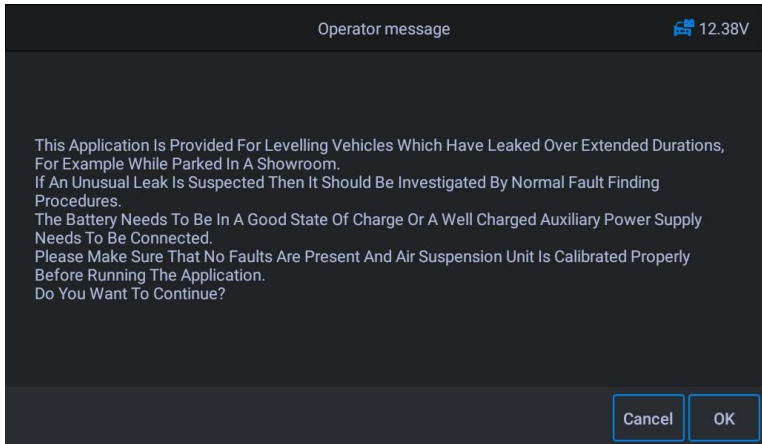 Operator message
12.38V
This Application Is Provided For Levelling Vehicles Which Have Leaked Over Extended Durations,
For Example While Parked In A Showroom.
If An Unusual Leak Is Suspected Then It Should Be Investigated By Normal Fault Finding
Procedures.
The Battery Needs To Be In A Good State Of Charge Or A Well Charged Auxiliary Power Supply
Needs To Be Connected.
Please Make Sure That No Faults Are Present And Air Suspension Unit Is Calibrated Properly
Before Running The Application.
Do You Want To Continue?
Cancel
OK